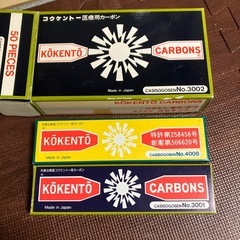 50 PIECES
コウケントー医療用カーボン
KŌKENTŌ
CARBONS
Made in Japan
CASSOGOSEN No.3002
KŌKENTŌ CARBONS
KŌKENTŌ
特許第258456号
新案第506620号
Made in Japan
CASSOGOSEN No.4008
KŌKENTŌ
CARBONS
Made in Japan
CASSOGOSEN No.3001